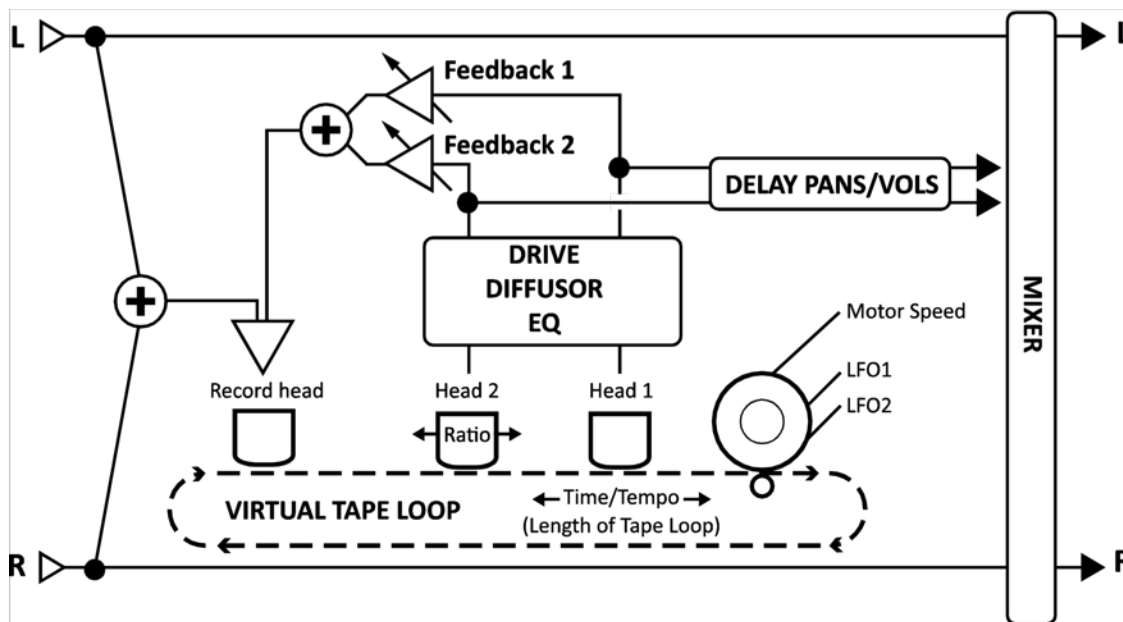 L
L
Feedback 1
Feedback 2
DELAY PANS/VOLS
DRIVE
DIFFUSOR
EQ
MIXER
Motor Speed
LFO1
LFO2
Record head
Head 2
Head 1
Ratio
Time/Tempo
(Length of Tape Loop)
VIRTUAL TAPE LOOP
R